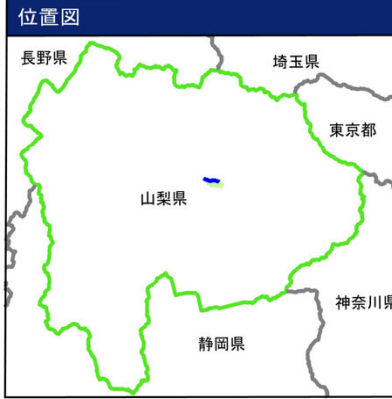 位置図
長野県
埼玉県
東京都
山梨県
神奈川県
静岡県